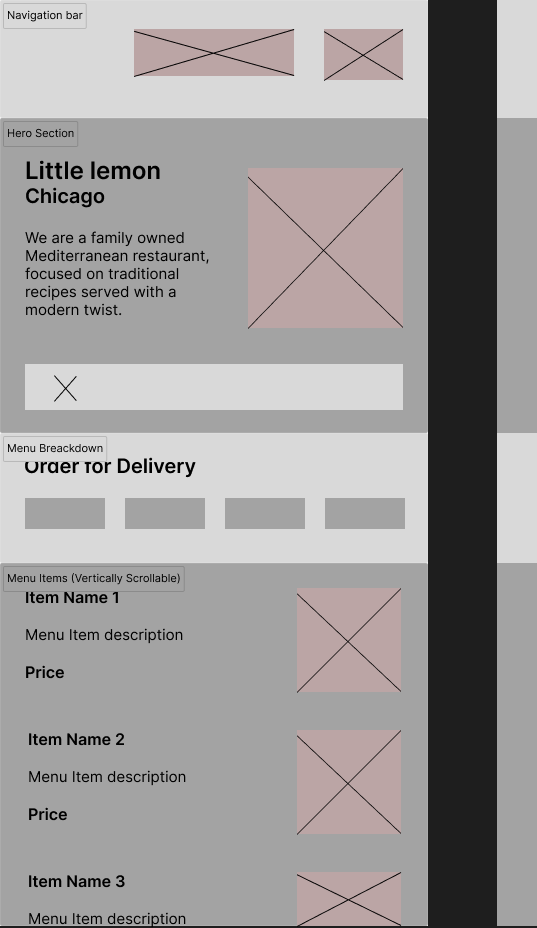 Navigation bar
Hero Section
Little lemon
Chicago
We are a family owned
Mediterranean restaurant,
focused on traditional
recipes served with a
modern twist.
Menu Breackdown
Order for Delivery
Menu Items (Vertically Scrollable)
Item Name 1
Menu Item description
Price
Item Name 2
Menu Item description
Price
Item Name 3
Menu Item description